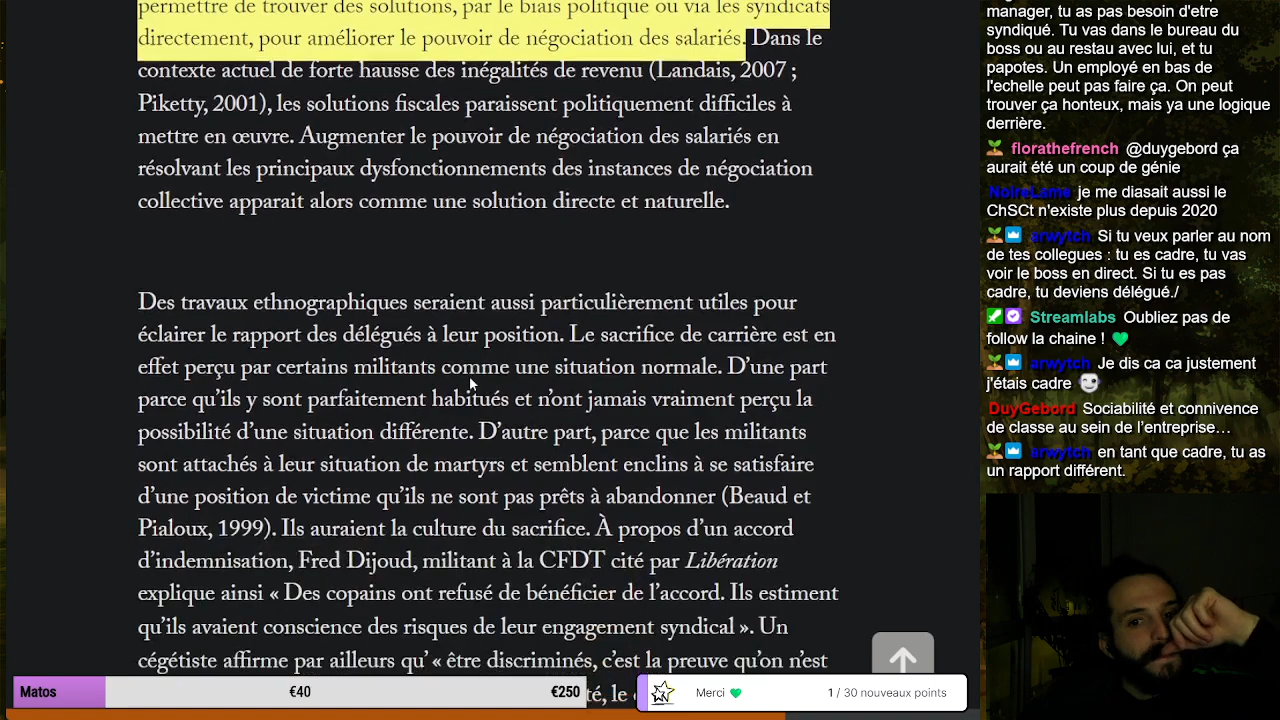 permettre de trouver des solutions, par le biais politique ou via les syndicats
directement, pour améliorer le pouvoir de négociation des salariés. Dans le
contexte actuel de forte hausse des inégalités de revenu (Landais, 2007 ;
Piketty, 2001), les solutions fiscales paraissent politiquement difficiles à
mettre en œuvre. Augmenter le pouvoir de négociation des salariés en
résolvant les principaux dysfonctionnements des instances de négociation
collective apparait alors comme une solution directe et naturelle.
Des travaux ethnographiques seraient aussi particulièrement utiles pour
éclairer le rapport des délégués à leur position. Le sacrifice de carrière est en
effet perçu par certains militants comme une situation normale. D’une part
parce qu’ils y sont parfaitement habitués et n’ont jamais vraiment perçu la
possibilité d’une situation différente. D’autre part, parce que les militants
sont attachés à leur situation de martyrs et semblent enclins à se satisfaire
d’une position de victime qu’ils ne sont pas prêts à abandonner (Beaud et
Pialoux, 1999). Ils auraient la culture du sacrifice. À propos d’un accord
d’indemnisation, Fred Dijoud, militant à la CFDT cité par Libération
explique ainsi « Des copains ont refusé de bénéficier de l’accord. Ils estiment
qu’ils avaient conscience des risques de leur engagement syndical ». Un
cégétiste affirme par ailleurs qu’ « être discriminés, c’est la preuve qu’on n’est
Matos €40 €250
Merci 1 / 30 nouveaux points
manager, tu as pas besoin d'etre
syndiqué. Tu vas dans le bureau du
boss ou au restau avec lui, et tu
papotes. Un employé en bas de
l'echelle peut pas faire ça. On peut
trouver ça honteux, mais ya une logique
derrière.
florathefrench @duygebord ça
aurait été un coup de génie
NoireLame je me diasait aussi le
ChSCt n'existe plus depuis 2020
arwytch Si tu veux parler au nom
de tes collegues : tu es cadre, tu vas
voir le boss en direct. Si tu es pas
cadre, tu deviens délégué./
Streamlabs Oubliez pas de
follow la chaine !
arwytch Je dis ca ca justement
j'étais cadre
DuyGebord Sociabilité et connivence
de classe au sein de l’entreprise…
arwytch en tant que cadre, tu as
un rapport différent.